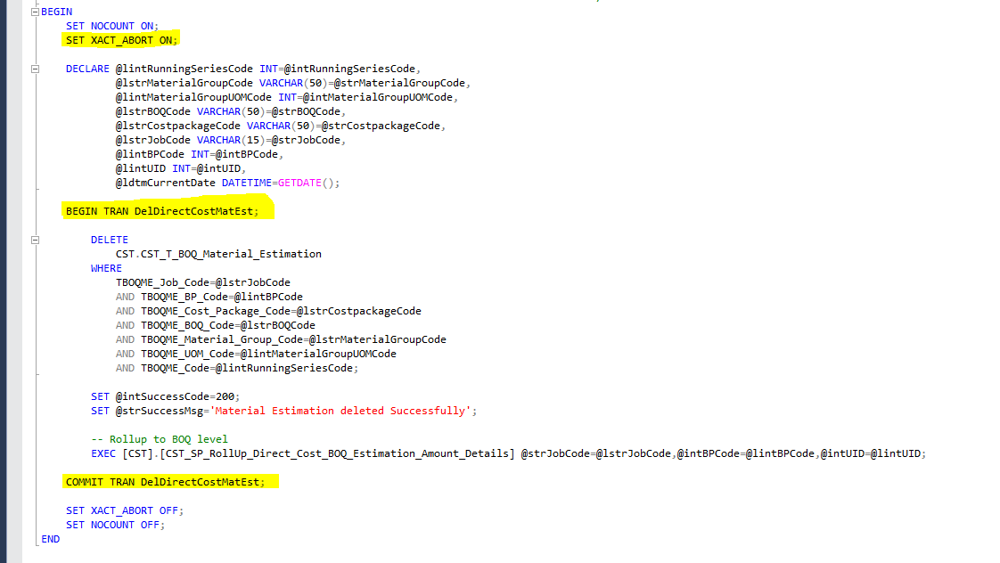 BEGIN
SET NOCOUNT ON;
SET XACT_ABORT ON;
DECLARE @lintRunningSeriesCode INT=@intRunningSeriesCode,
@lstrMaterialGroupCode VARCHAR(50)=@strMaterialGroupCode,
@lintMaterialGroupUOMCode INT=@intMaterialGroupUOMCode,
@lstrBOQCode VARCHAR(50)=@strBOQCode,
@lstrCostpackageCode VARCHAR(50)=@strCostpackageCode,
@lstrJobCode VARCHAR(15)=@strJobCode,
@lintBPCode INT=@intBPCode,
@lintUID INT=@intUID,
@ldtmCurrentDate DATETIME=GETDATE();
BEGIN TRAN DelDirectCostMatEst;
DELETE
CST.CST_T_BOQ_Material_Estimation
WHERE
TBOQME_Job_Code=@lstrJobCode
AND TBOQME_BP_Code=@lintBPCode
AND TBOQME_Cost_Package_Code=@lstrCostpackageCode
AND TBOQME_BOQ_Code=@lstrBOQCode
AND TBOQME_Material_Group_Code=@lstrMaterialGroupCode
AND TBOQME_UOM_Code=@lintMaterialGroupUOMCode
AND TBOQME_Code=@lintRunningSeriesCode;
SET @intSuccessCode=200;
SET @strSuccessMsg='Material Estimation deleted Successfully';
-- Rollup to BOQ level
EXEC [CST].[CST_SP_RollUp_Direct_Cost_BOQ_Estimation_Amount_Details] @strJobCode=@lstrJobCode,@intBPCode=@lintBPCode,@intUID=@lintUID;
COMMIT TRAN DelDirectCostMatEst;
SET XACT_ABORT OFF;
SET NOCOUNT OFF;
END